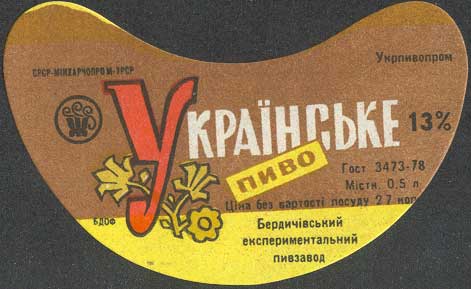 Укрпивопром
СРСР-МІНХАРЧОПРОМ-УРСР
УКРАЇНСЬКЕ 13%
ПИВО
Гост 3473-78
Містк. 0,5 л
Ціна без вартості посуду 27 коп
БДОФ
Бердичівський
експериментальний
пивзавод